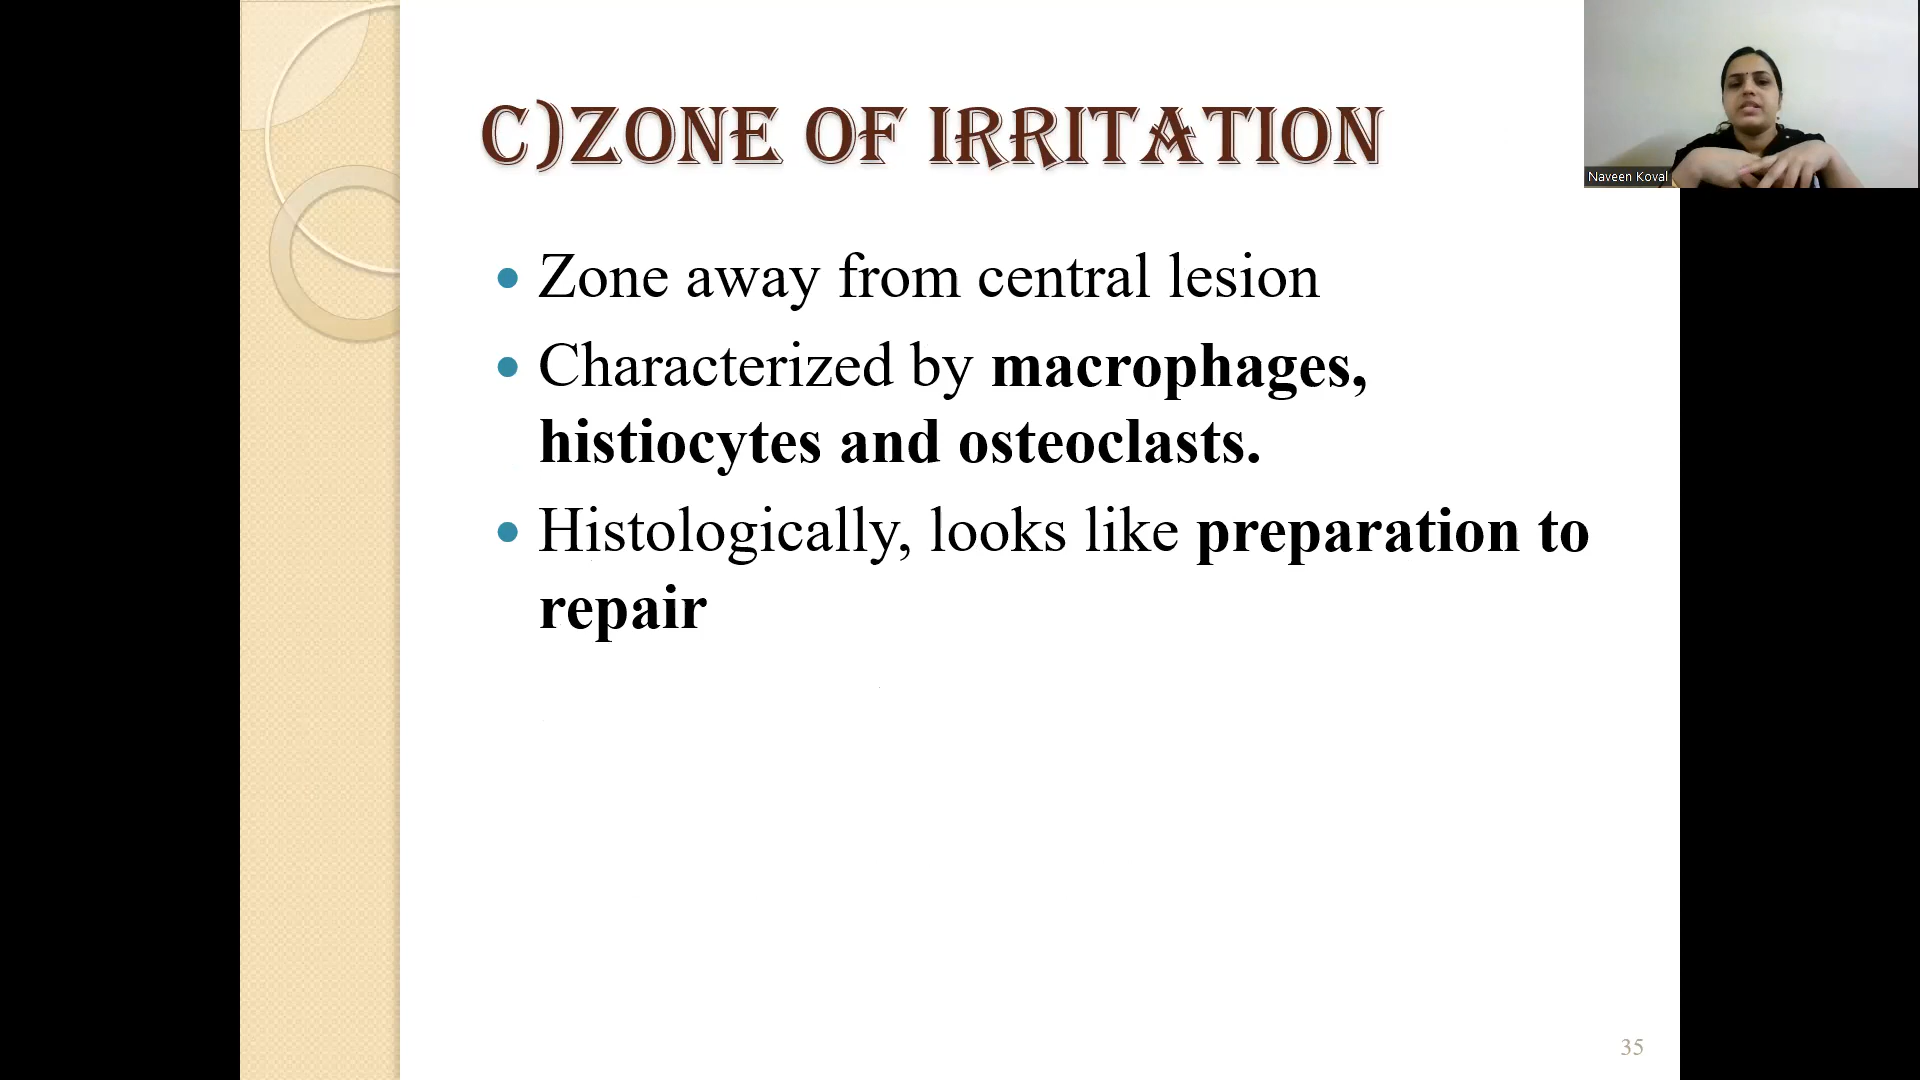 C)ZONE OF IRRITATION
Naveen Koval
• Zone away from central lesion
• Characterized by macrophages,
histiocytes and osteoclasts.
• Histologically, looks like preparation to
repair
35